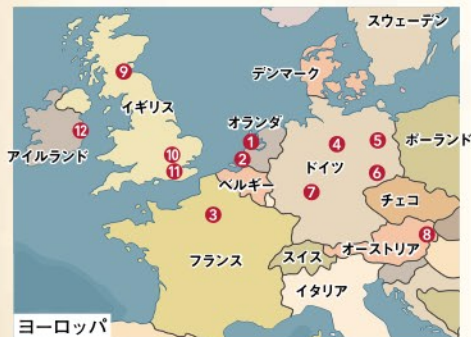 スウェーデン
デンマーク
9
イギリス
オランダ
12
アイルランド
1
4
5
ポーランド
10
2
ドイツ
11
ベルギー
6
7
チェコ
3
8
オーストリア
フランス
スイス
イタリア
ヨーロッパ